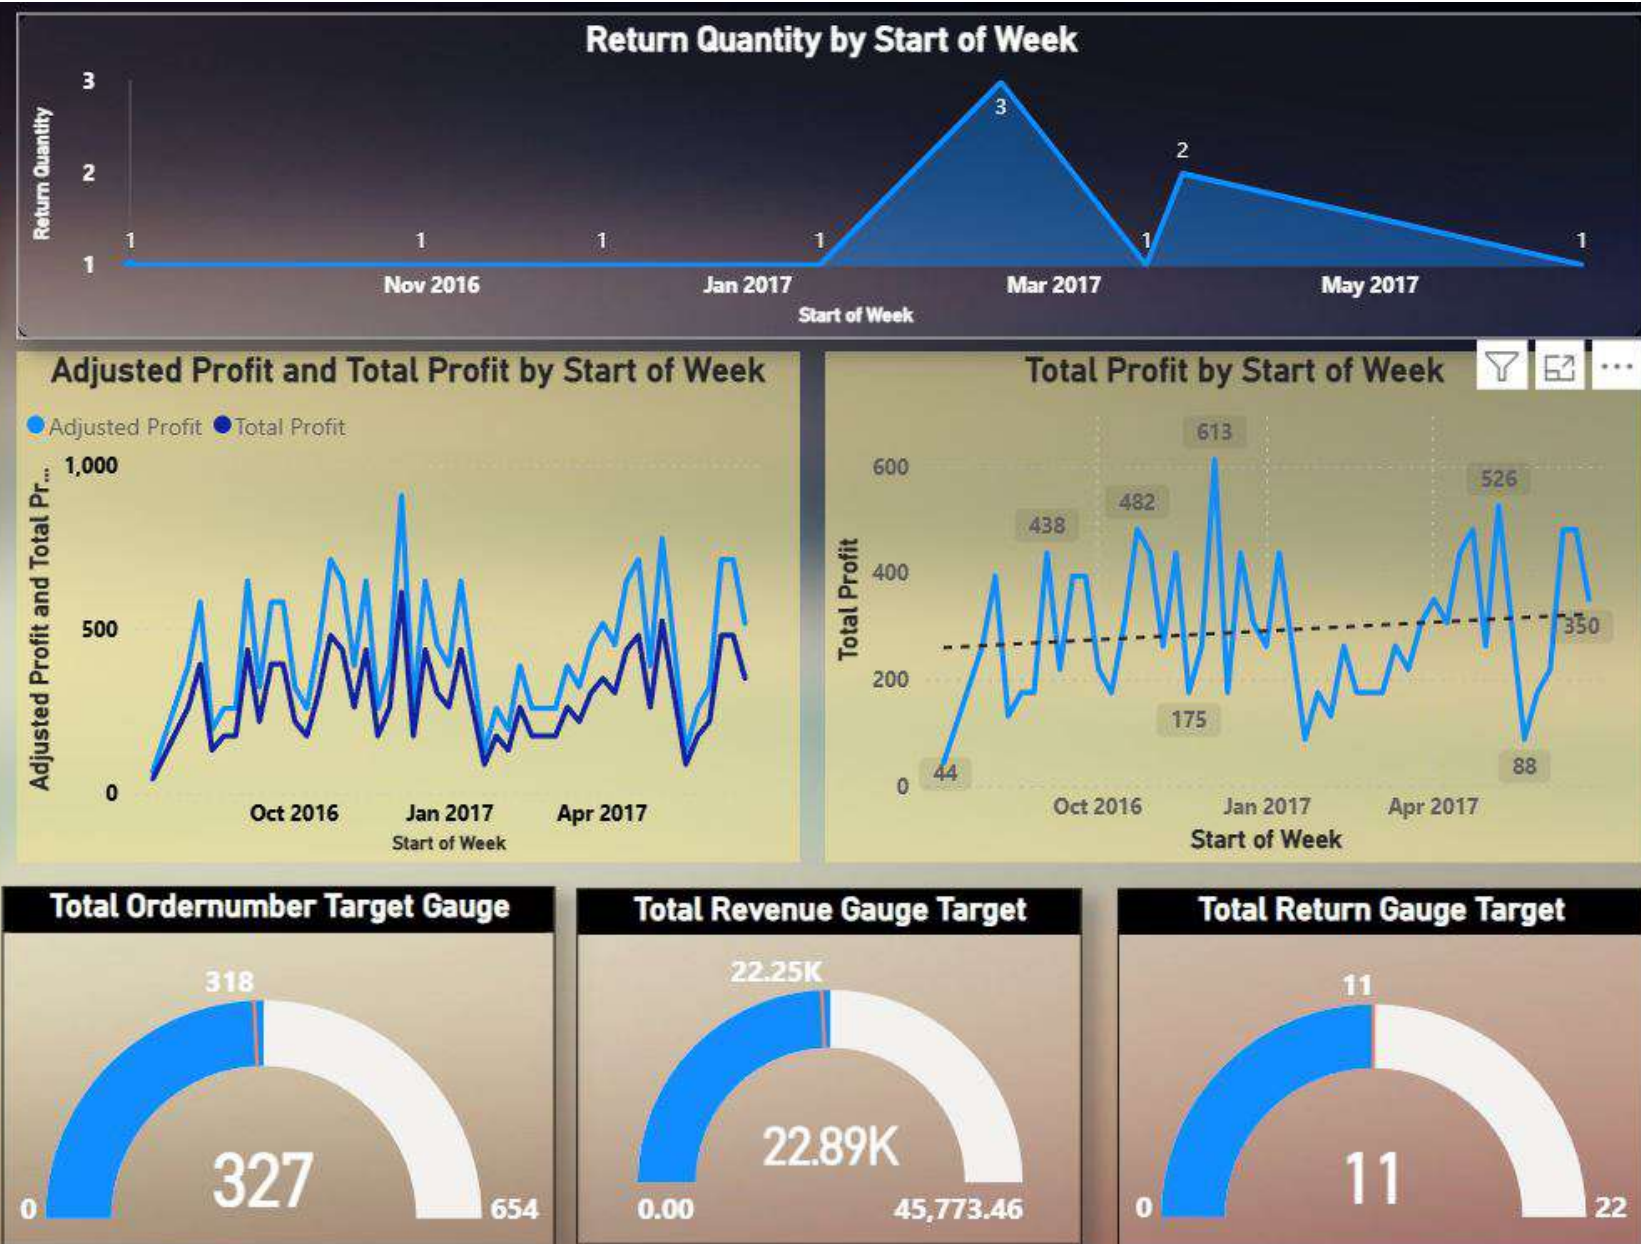 Return Quantity by Start of Week
Return Quantity
3
2
1
1
1
1
1
3
1
2
1
Nov 2016
Jan 2017
Mar 2017
May 2017
Start of Week
Adjusted Profit and Total Profit by Start of Week
Adjusted Profit
Total Profit
Adjusted Profit and Total Pr...
1,000
500
0
Oct 2016
Jan 2017
Apr 2017
Start of Week
Total Profit by Start of Week
Total Profit
600
400
200
0
44
438
482
175
613
526
88
350
Oct 2016
Jan 2017
Apr 2017
Start of Week
Total Ordernumber Target Gauge
318
327
0
654
Total Revenue Gauge Target
22.25K
22.89K
0.00
45,773.46
Total Return Gauge Target
11
11
0
22